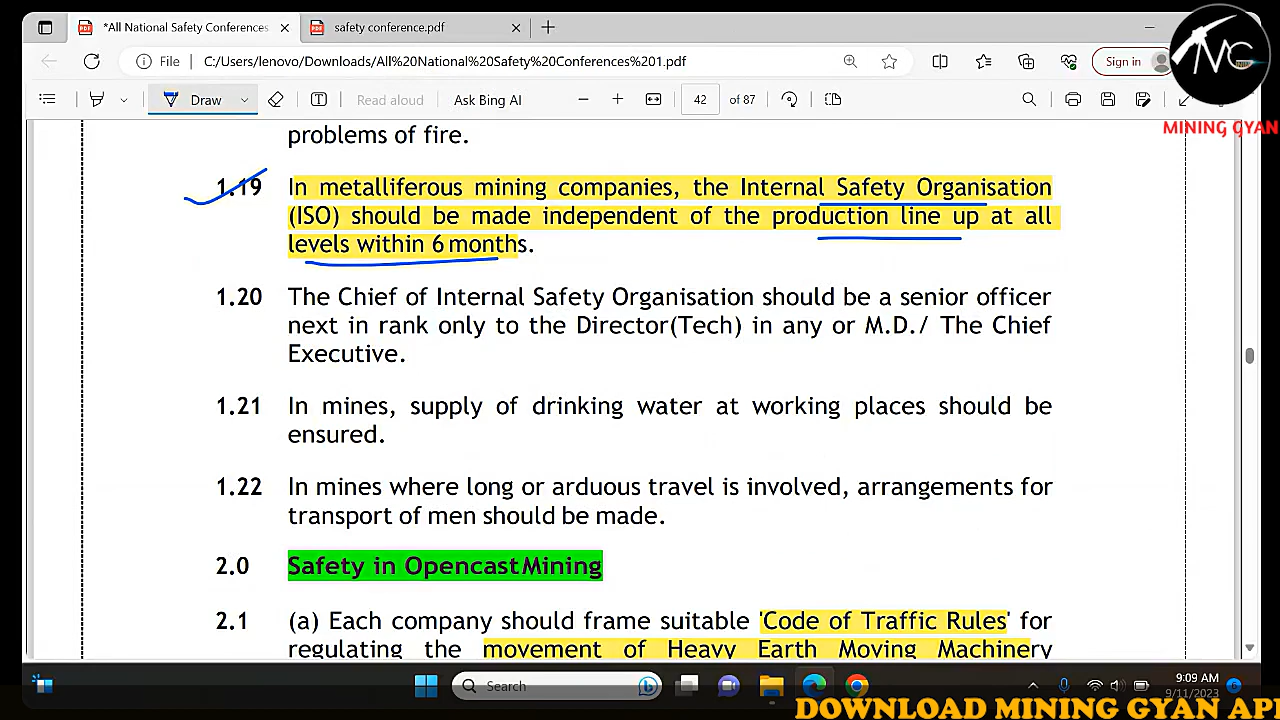 *All National Safety Conferences
safety conference.pdf
File
C:/Users/lenovo/Downloads/All%20National%20Safety%20Conferences%201.pdf
Sign in
MC
MINING GYAN
Draw
Read aloud
Ask Bing AI
42 of 87
problems of fire.
1.19 In metalliferous mining companies, the Internal Safety Organisation
(ISO) should be made independent of the production line up at all
levels within 6 months.
1.20 The Chief of Internal Safety Organisation should be a senior officer
next in rank only to the Director(Tech) in any or M.D./ The Chief
Executive.
1.21 In mines, supply of drinking water at working places should be
ensured.
1.22 In mines where long or arduous travel is involved, arrangements for
transport of men should be made.
2.0 Safety in Opencast Mining
2.1 (a) Each company should frame suitable 'Code of Traffic Rules' for
regulating the movement of Heavy Earth Moving Machinery
Search
9:09 AM
9/11/2023
DOWNLOAD MINING GYAN AP